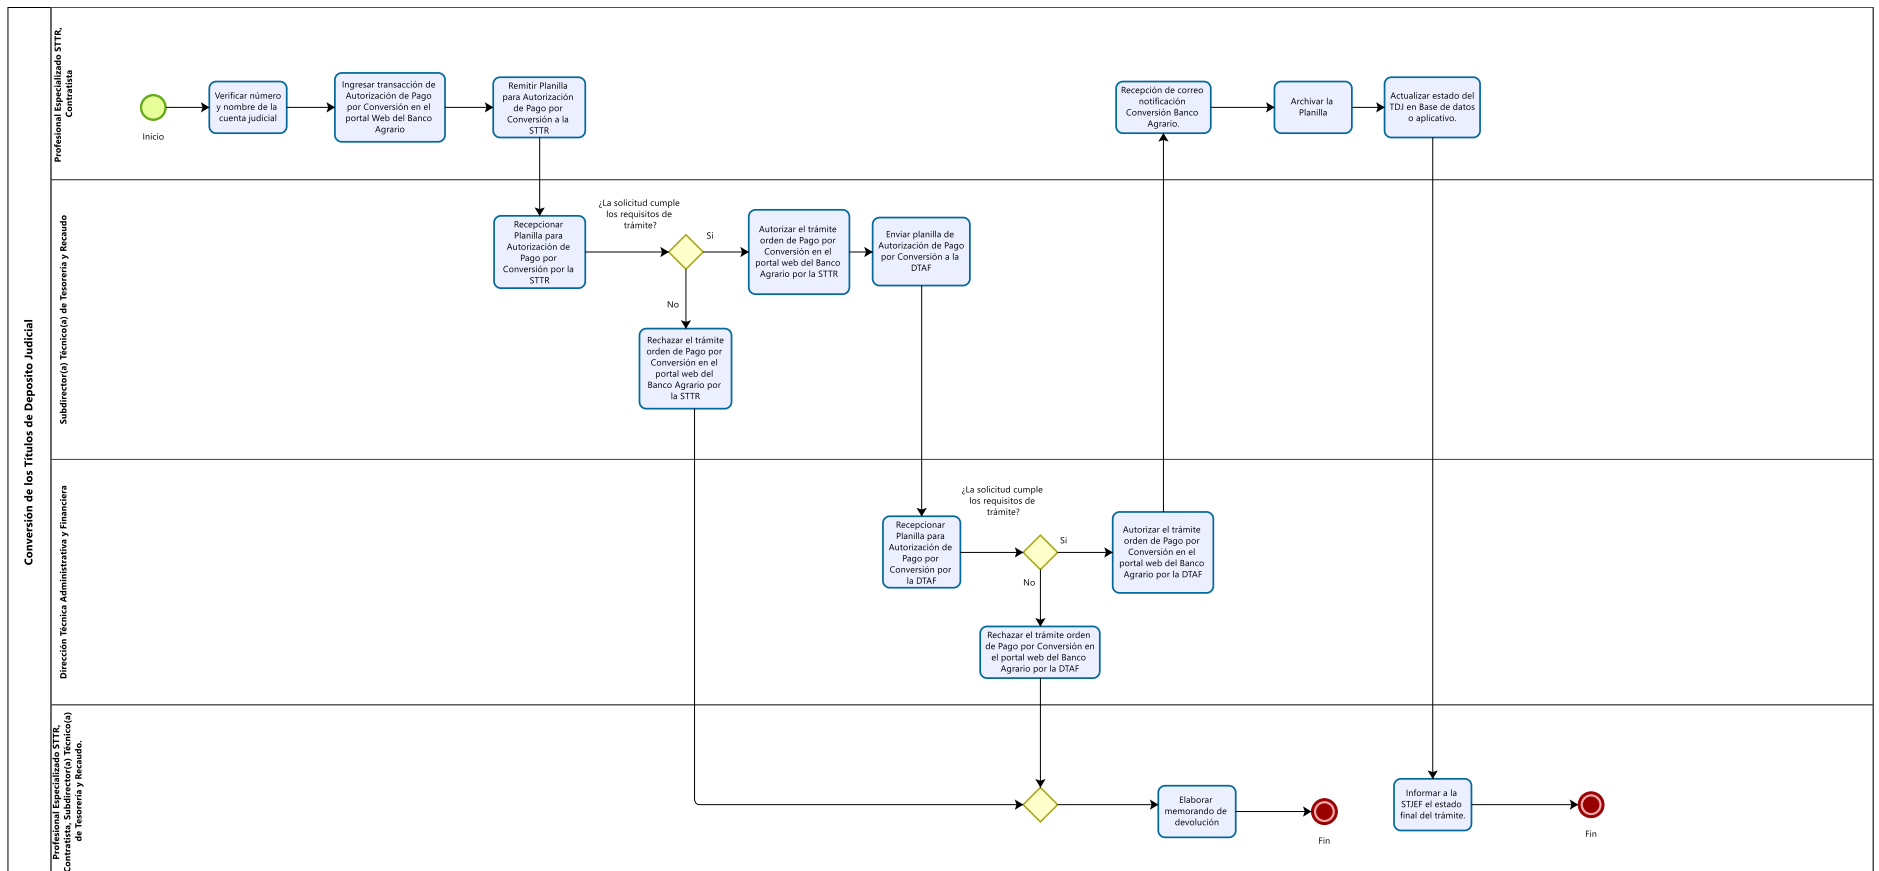 Conversión de los Títulos de Deposito Judicial
Profesional Especializado STTR,
Contratista
Inicio
Verificar número
y nombre de la
cuenta judicial
Ingresar transacción de
Autorización de Pago
por Conversión en el
portal Web del Banco
Agrario
Remitir Planilla
para Autorización
de Pago por
Conversión a la
STTR
Recepción de correo
notificación
Conversión Banco
Agrario.
Archivar la
Planilla
Actualizar estado del
TDJ en Base de datos
o aplicativo.
Subdirector(a) Técnico(a) de Tesorería y Recaudo
Recepcionar
Planilla para
Autorización de
Pago por
Conversión por la
STTR
¿La solicitud cumple
los requisitos de
trámite?
Si
No
Autorizar el trámite
orden de Pago por
Conversión en el
portal web del Banco
Agrario por la STTR
Enviar planilla de
Autorización de Pago
por Conversión a la
DTAF
Rechazar el trámite
orden de Pago por
Conversión en el
portal web del
Banco Agrario por
la STTR
Dirección Técnica Administrativa y Financiera
Recepcionar
Planilla para
Autorización de
Pago por
Conversión por
la DTAF
¿La solicitud cumple
los requisitos de
trámite?
Si
No
Autorizar el trámite
orden de Pago por
Conversión en el
portal web del Banco
Agrario por la DTAF
Rechazar el trámite orden
de Pago por Conversión en
el portal web del Banco
Agrario por la DTAF
Profesional Especializado STTR,
Contratista, Subdirector(a) Técnico(a)
de Tesorería y Recaudo.
Elaborar
memorando de
devolución
Fin
Informar a la
STJEF el estado
final del trámite.
Fin